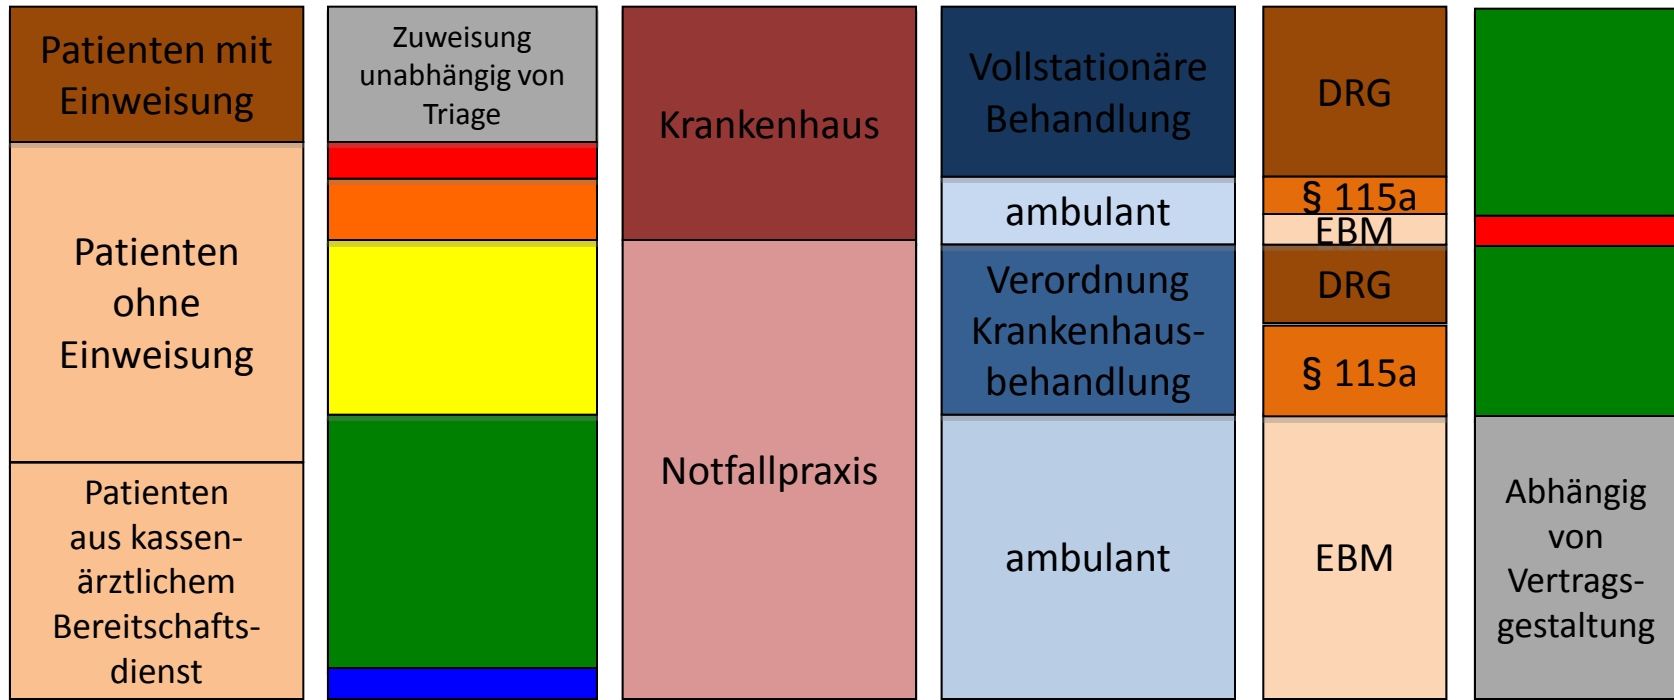 Patienten mit
Einweisung
Patienten
ohne
Einweisung
Patienten
aus kassen-
ärztlichem
Bereitschafts-
dienst
Zuweisung
unabhängig von
Triage
Krankenhaus
Notfallpraxis
Vollstationäre
Behandlung
ambulant
Verordnung
Krankenhaus-
behandlung
ambulant
DRG
§ 115a
EBM
DRG
§ 115a
EBM
Abhängig
von
Vertrags-
gestaltung